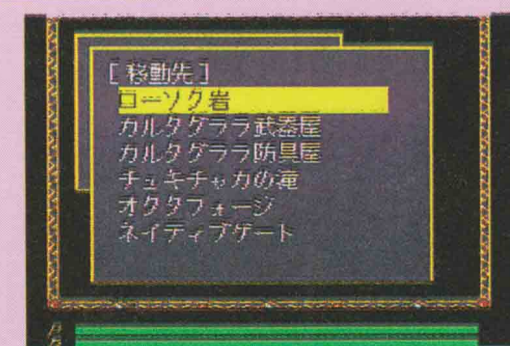 [移動先]
ローソク岩
カルタグララ武器屋
カルタグララ防具屋
チュキチャカの滝
オクタフォージ
ネイティブゲート